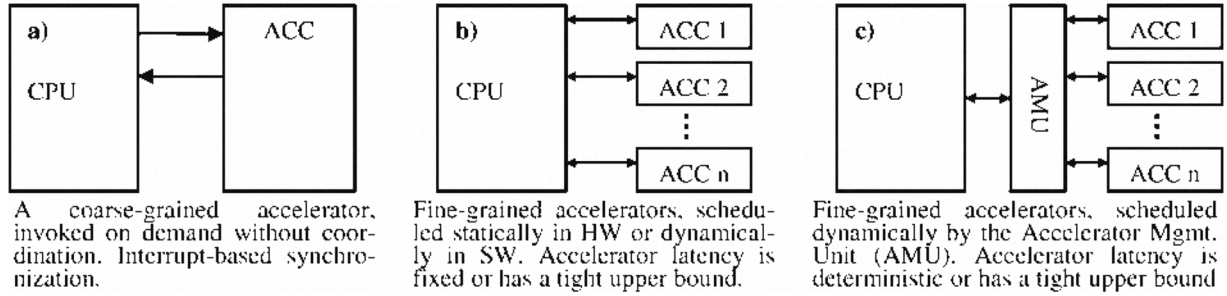 a)
ACC
CPU
A coarse-grained accelerator,
invoked on demand without coor-
dination. Interrupt-based synchro-
nization.
b)
CPU
ACC 1
ACC 2
ACC n
Fine-grained accelerators, schedu-
led statically in HW or dynamical-
ly in SW. Accelerator latency is
fixed or has a tight upper bound.
c)
CPU
AMU
ACC 1
ACC 2
ACC n
Fine-grained accelerators, scheduled
dynamically by the Accelerator Mgmt.
Unit (AMU). Accelerator latency is
deterministic or has a tight upper bound